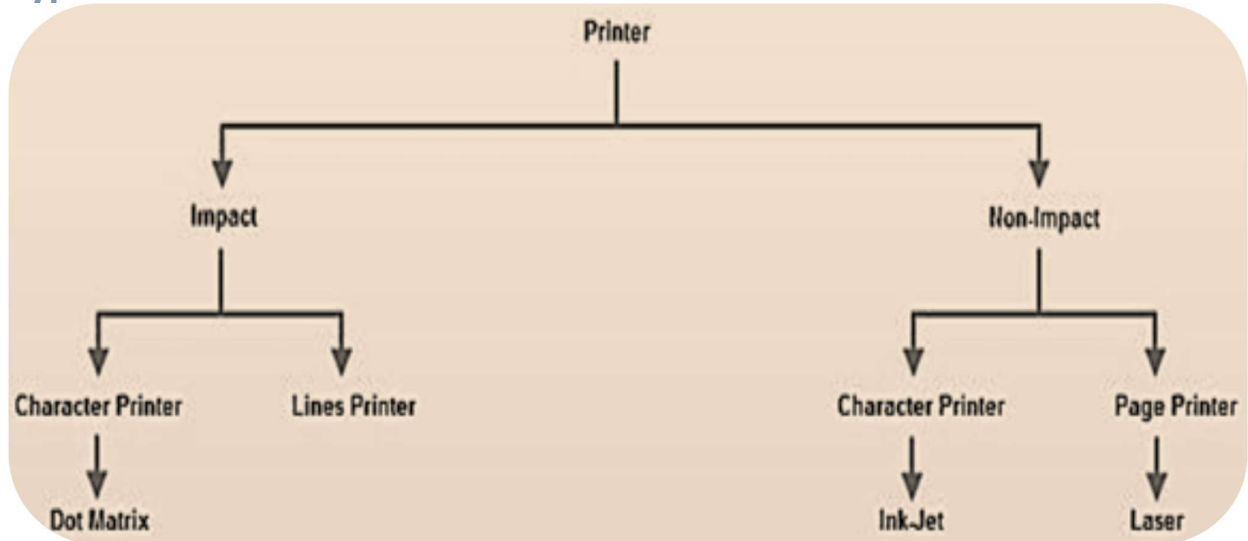 Printer
Impact Non-Impact
Character Printer Lines Printer Character Printer Page Printer
Dot Matrix Ink-Jet Laser